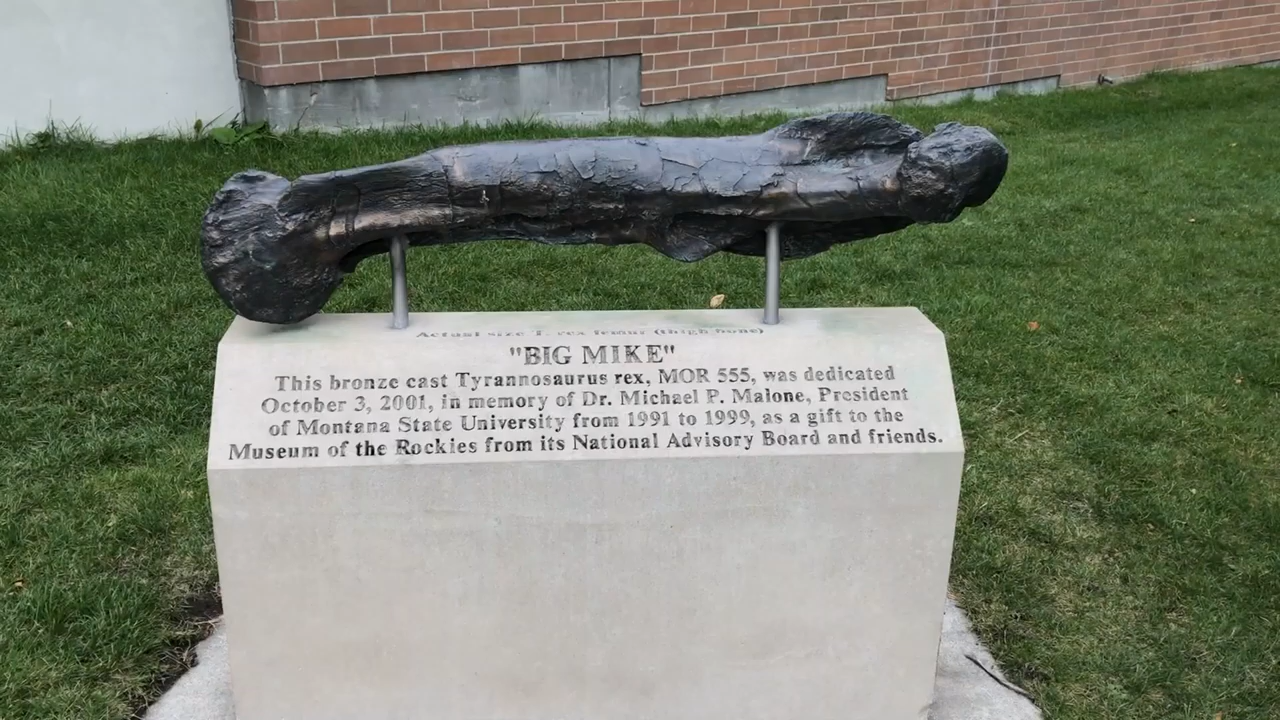 Actual size T. rex femur (thigh bone)
"BIG MIKE"
This bronze cast Tyrannosaurus rex, MOR 555, was dedicated
October 3, 2001, in memory of Dr. Michael P. Malone, President
of Montana State University from 1991 to 1999, as a gift to the
Museum of the Rockies from its National Advisory Board and friends.